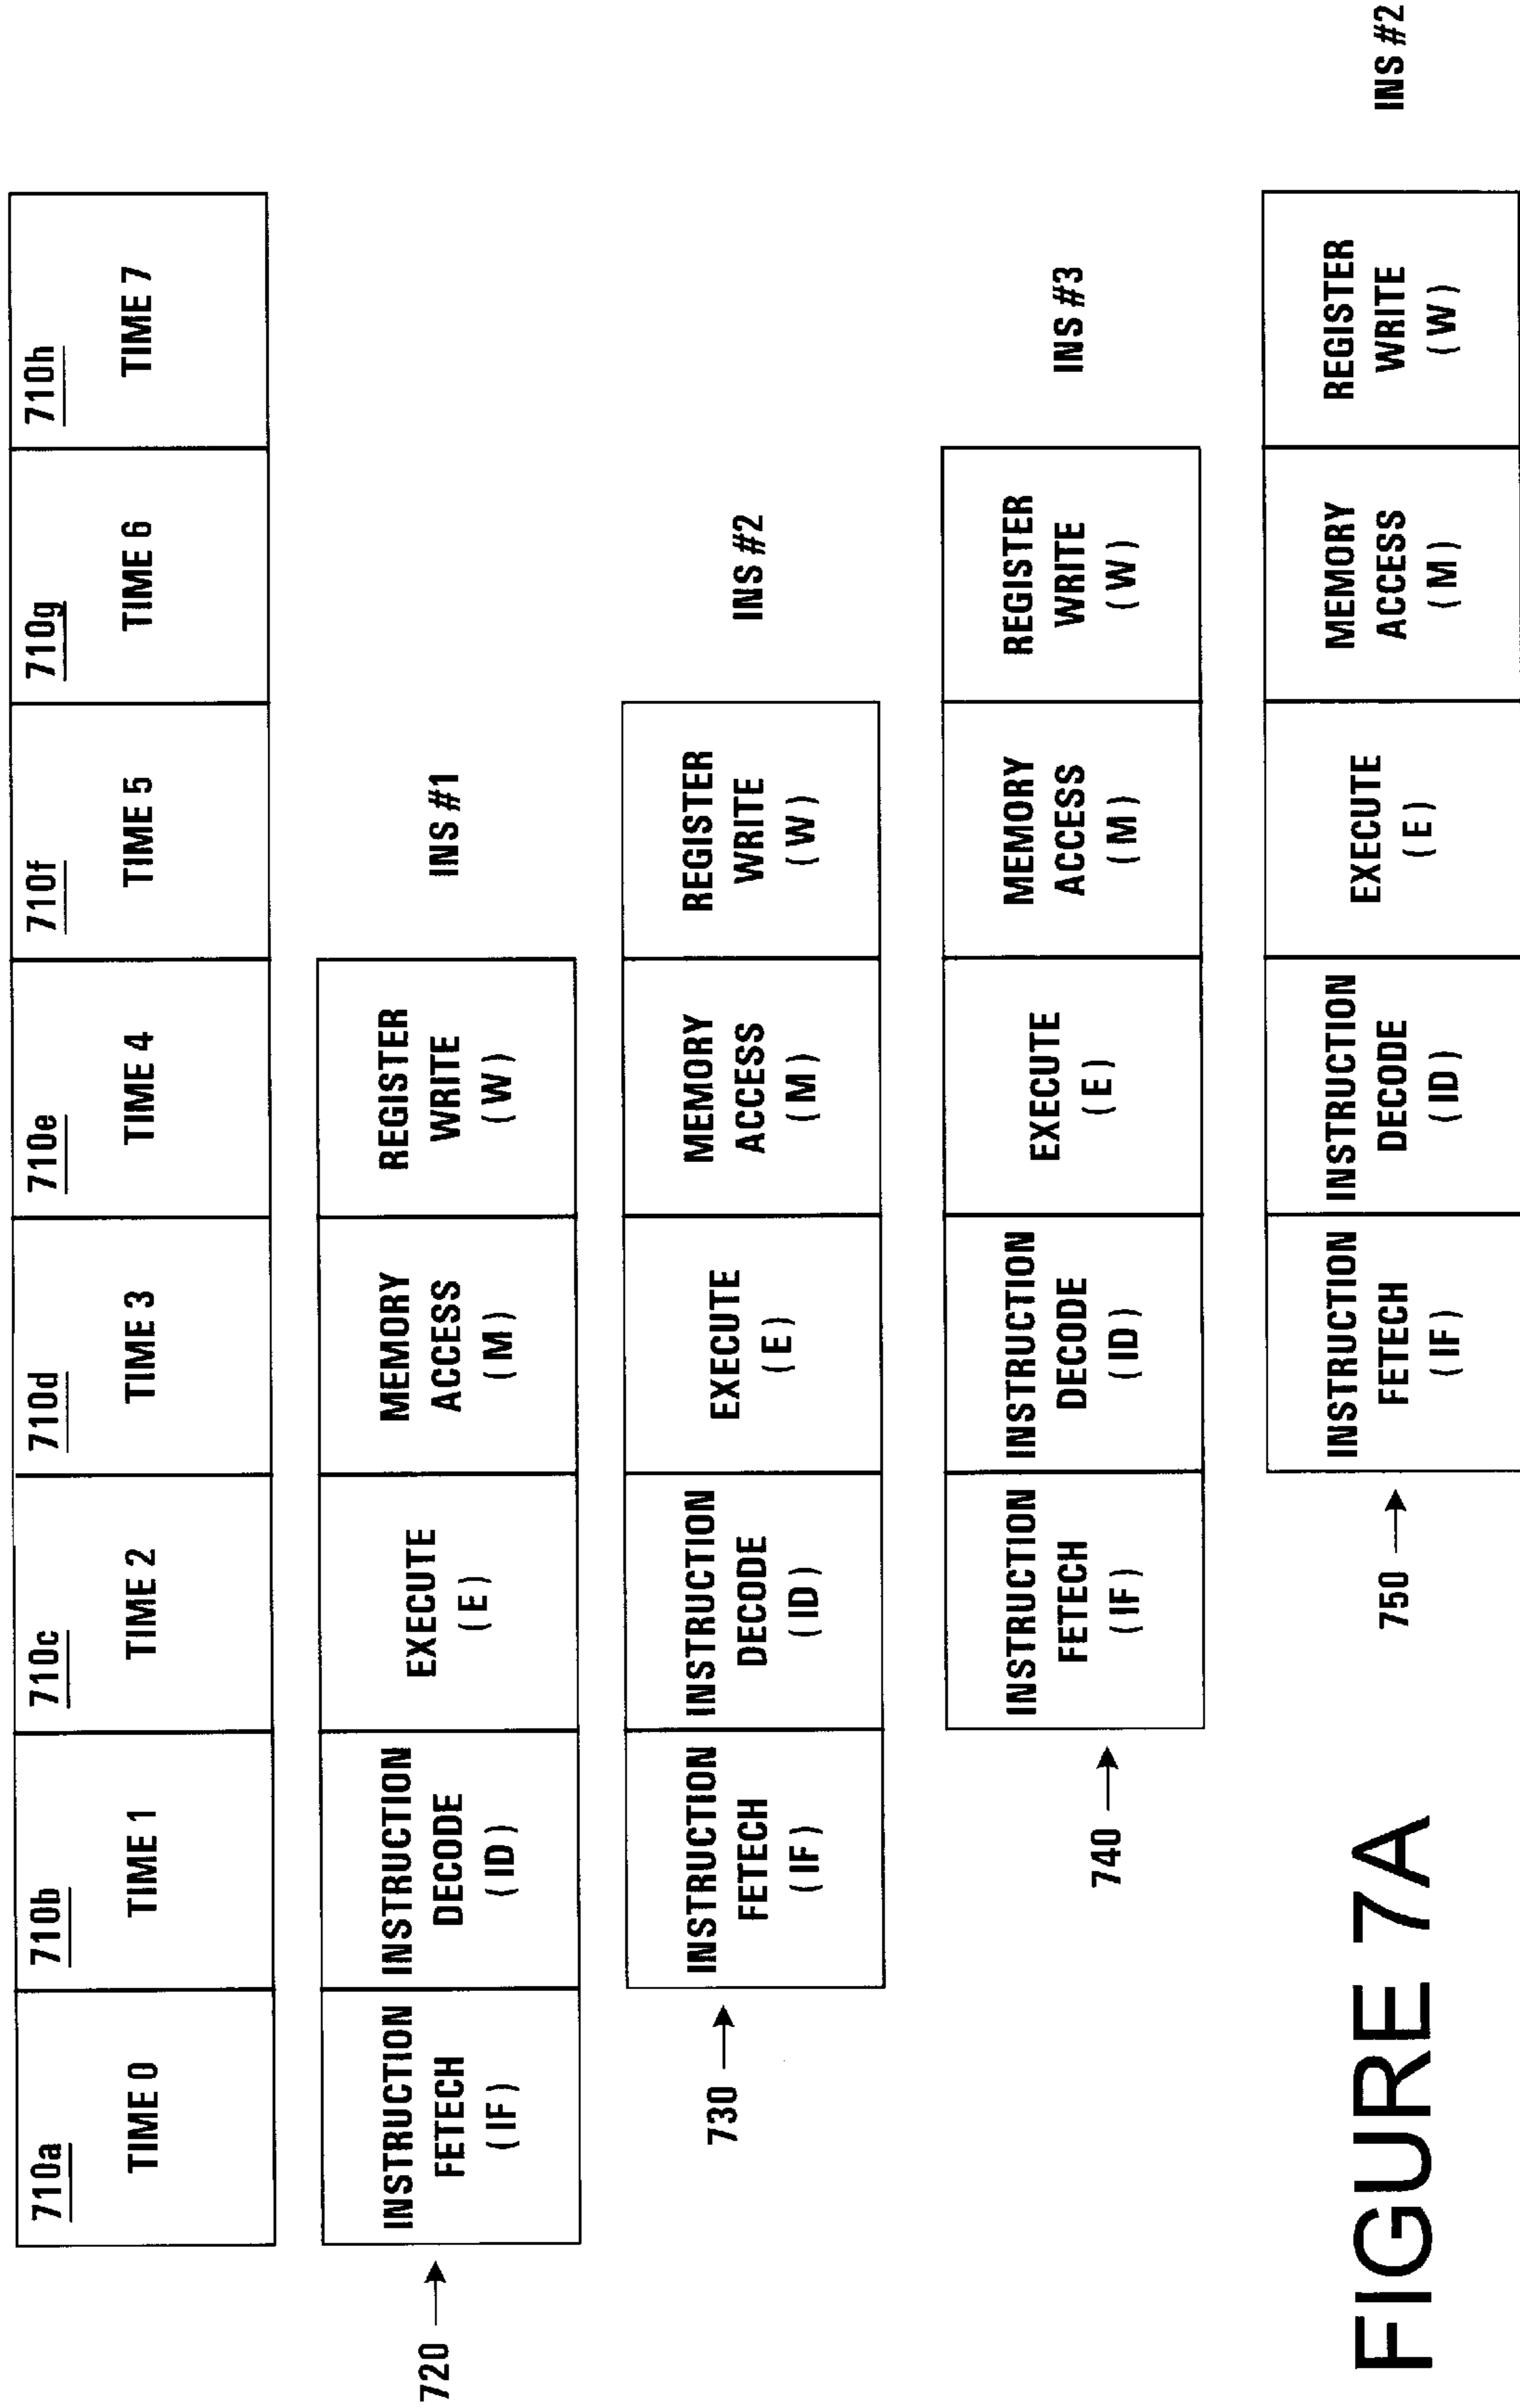 710a
TIME 0
710b
TIME 1
710c
TIME 2
710d
TIME 3
710e
TIME 4
710f
TIME 5
710g
TIME 6
710h
TIME 7
720
INSTRUCTION
FETECH
(IF)
INSTRUCTION
DECODE
(ID)
EXECUTE
(E)
MEMORY
ACCESS
(M)
REGISTER
WRITE
(W)
INS #1
730
INSTRUCTION
FETECH
(IF)
INSTRUCTION
DECODE
(ID)
EXECUTE
(E)
MEMORY
ACCESS
(M)
REGISTER
WRITE
(W)
INS #2
740
INSTRUCTION
FETECH
(IF)
INSTRUCTION
DECODE
(ID)
EXECUTE
(E)
MEMORY
ACCESS
(M)
REGISTER
WRITE
(W)
INS #3
750
INSTRUCTION
FETECH
(IF)
INSTRUCTION
DECODE
(ID)
EXECUTE
(E)
MEMORY
ACCESS
(M)
REGISTER
WRITE
(W)
INS #2
FIGURE 7A